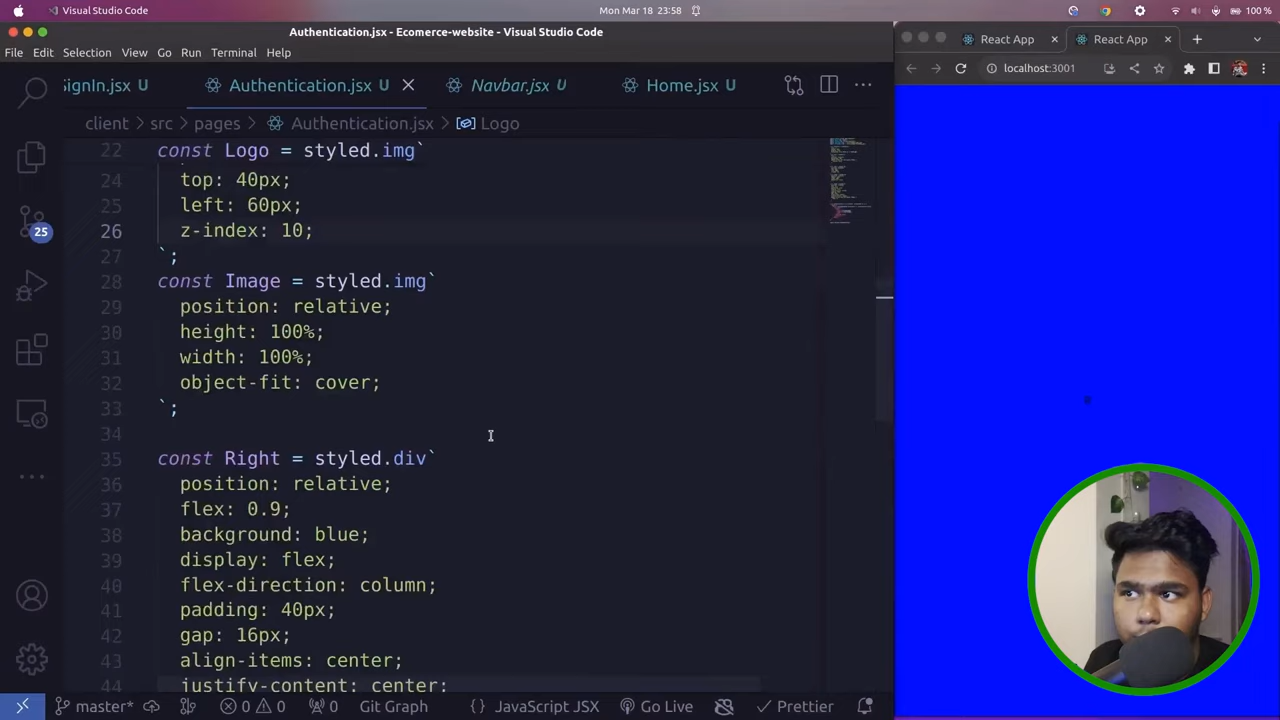 Visual Studio Code
Mon Mar 18 23:58
100 %
Authentication.jsx - Ecomerce-website - Visual Studio Code
File Edit Selection View Go Run Terminal Help
SignIn.jsx U
Authentication.jsx U
Navbar.jsx U
Home.jsx U
client > src > pages > Authentication.jsx > Logo
22 const Logo = styled.img`
24 top: 40px;
25 left: 60px;
26 z-index: 10;
27 `;
28 const Image = styled.img`
29 position: relative;
30 height: 100%;
31 width: 100%;
32 object-fit: cover;
33 `;
34
35 const Right = styled.div`
36 position: relative;
37 flex: 0.9;
38 background: blue;
39 display: flex;
40 flex-direction: column;
41 padding: 40px;
42 gap: 16px;
43 align-items: center;
44 justify-content: center;
25
master* 0 0 0 Git Graph {} JavaScript JSX Go Live Prettier
React App
React App
localhost:3001